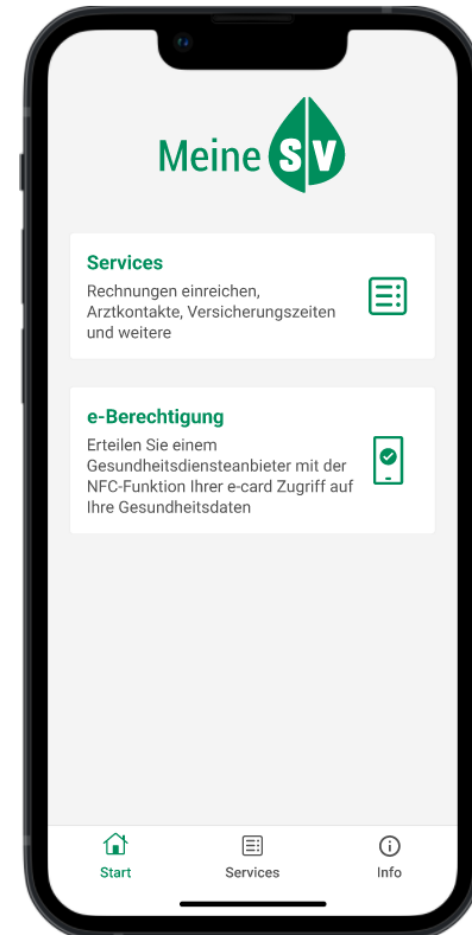 Meine SV
Services
Rechnungen einreichen,
Arztkontakte, Versicherungszeiten
und weitere
e-Berechtigung
Erteilen Sie einem
Gesundheitsdiensteanbieter mit der
NFC-Funktion Ihrer e-card Zugriff auf
Ihre Gesundheitsdaten
Start Services Info